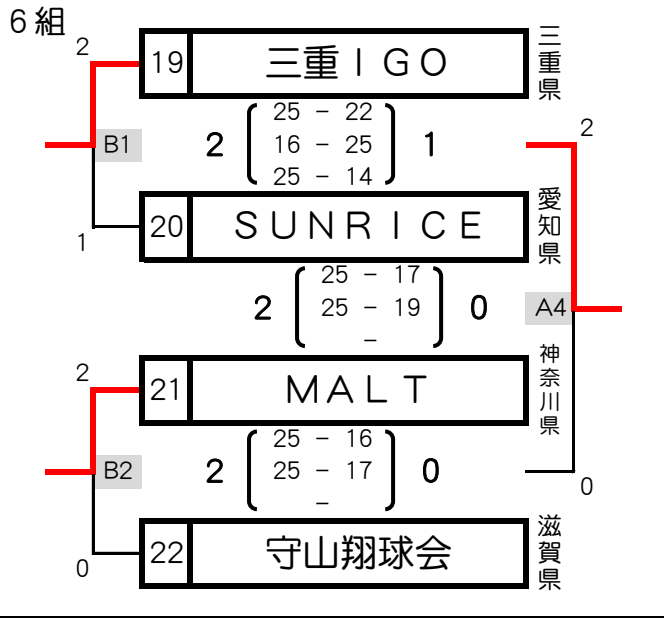 6組
2
19 三重IGO 三重県
25 - 22
B1 2 16 - 25 1 2
25 - 14
1 20 SUNRICE 愛知県
25 - 17
2 25 - 19 0 A4
-
2 21 MALT 神奈川県
25 - 16
B2 2 25 - 17 0 0
-
0 22 守山翔球会 滋賀県